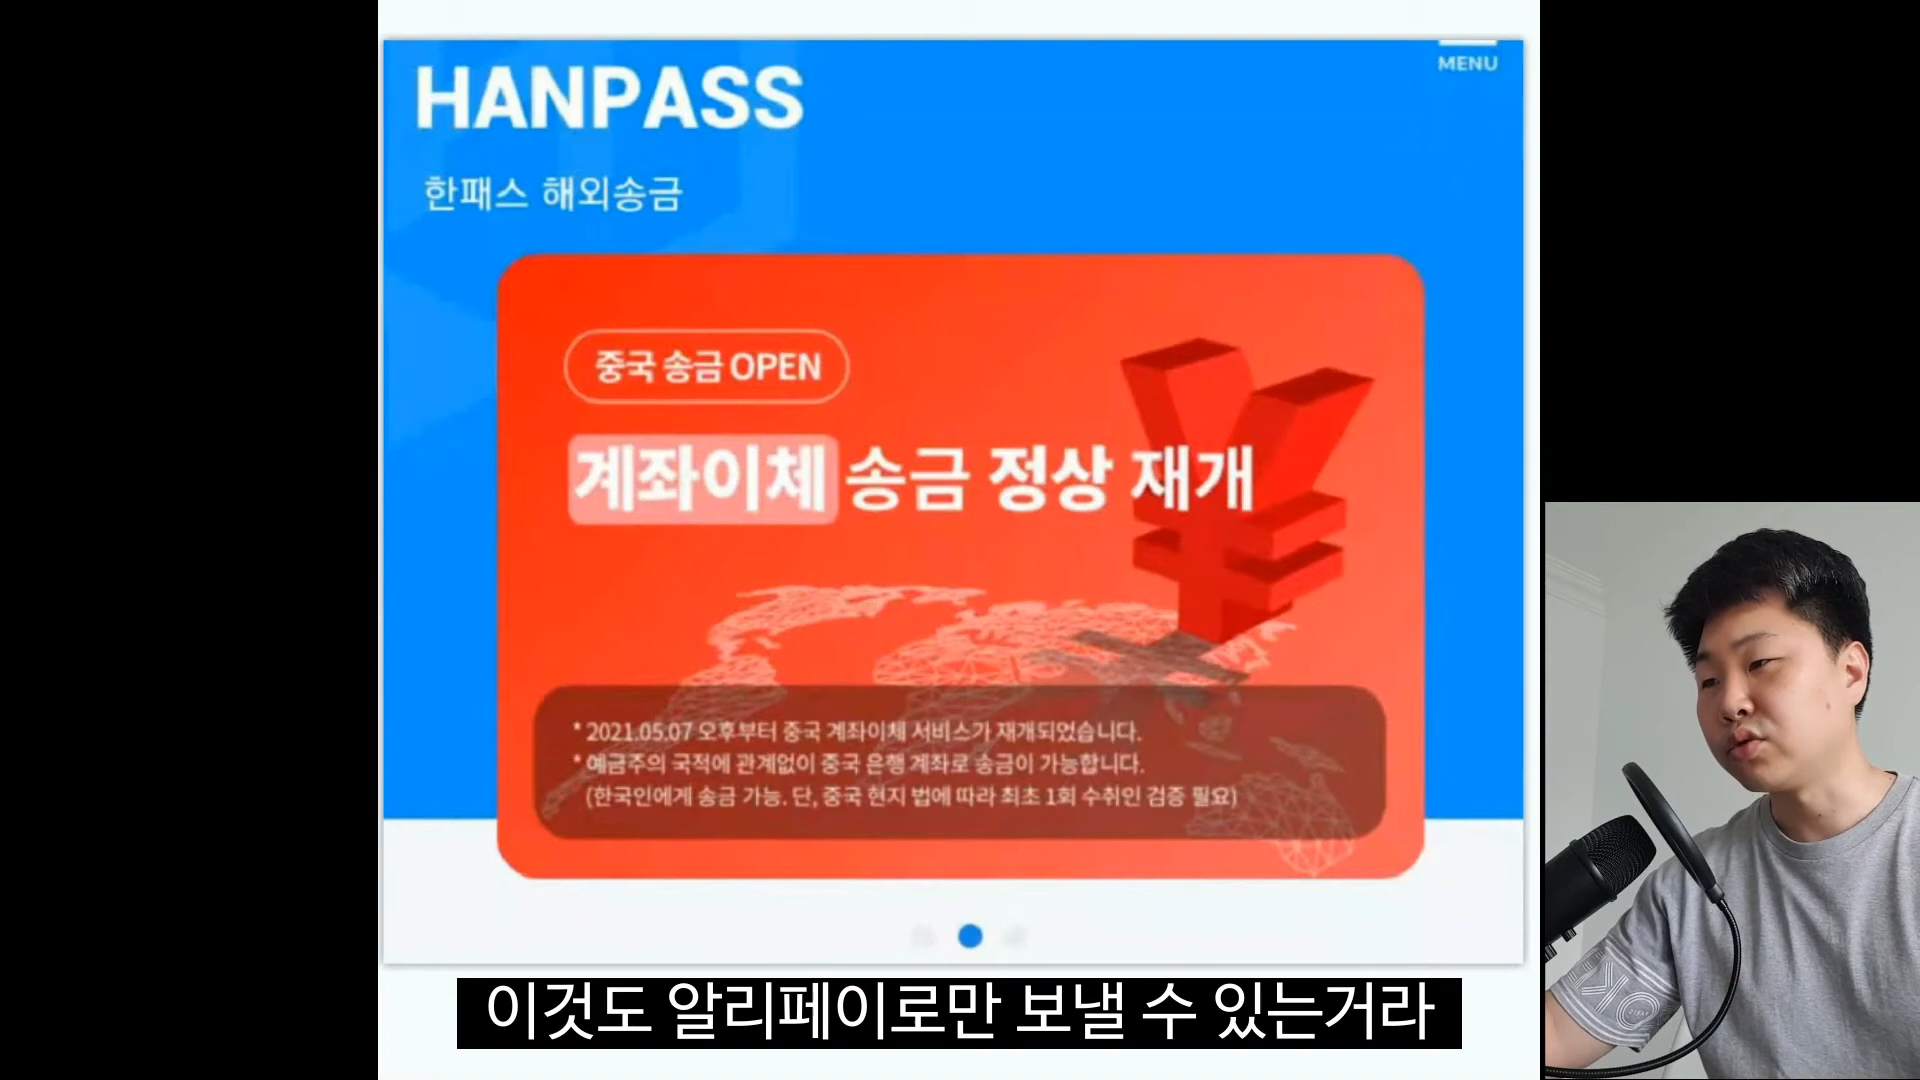 HANPASS
MENU
한패스 해외송금
중국 송금 OPEN
계좌이체 송금 정상 재개
* 2021.05.07 오후부터 중국 계좌이체 서비스가 재개되었습니다.
* 예금주의 국적에 관계없이 중국 은행 계좌로 송금이 가능합니다.
(한국인에게 송금 가능. 단, 중국 현지 법에 따라 최초 1회 수취인 검증 필요)
이것도 알리페이로만 보낼 수 있는거라